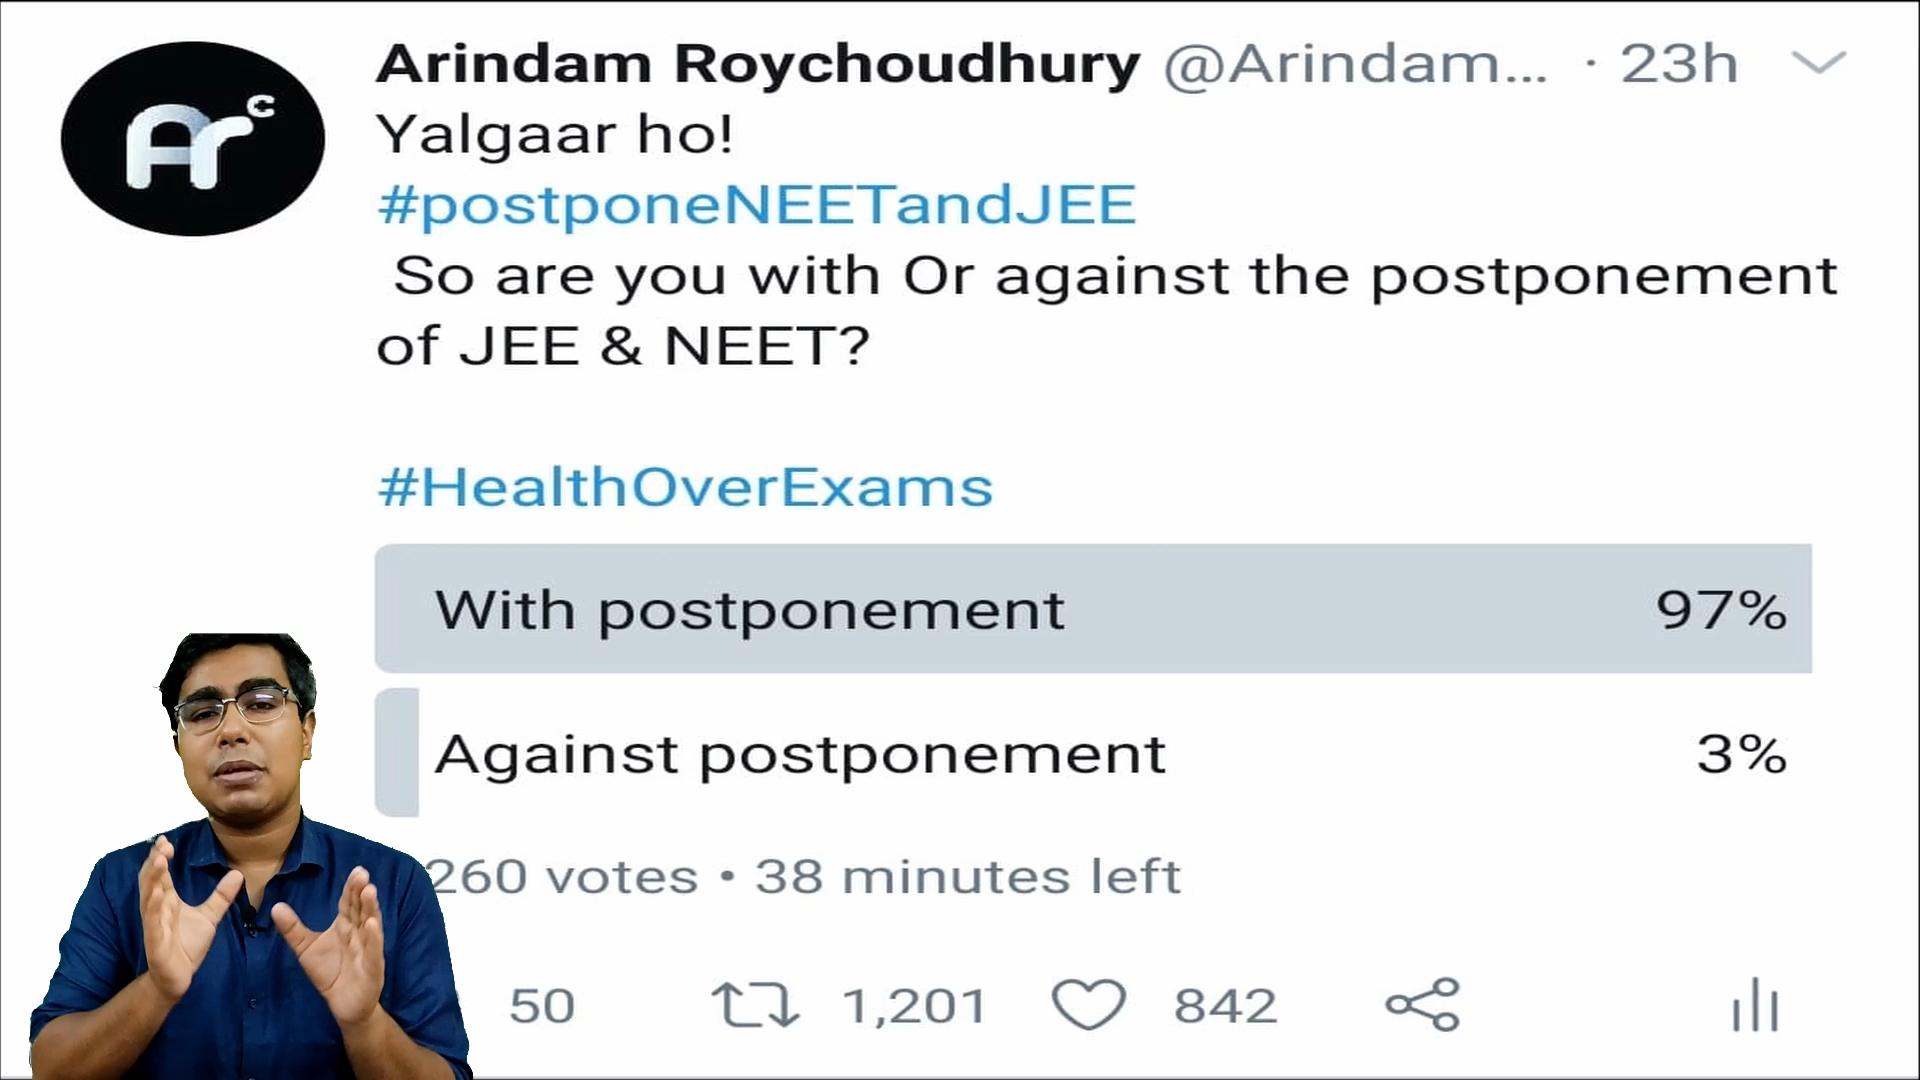 Arc
Arindam Roychoudhury @Arindam... · 23h
Yalgaar ho!
#postponeNEETandJEE
So are you with Or against the postponement
of JEE & NEET?
#HealthOverExams
With postponement 97%
Against postponement 3%
260 votes • 38 minutes left
50 1,201 842